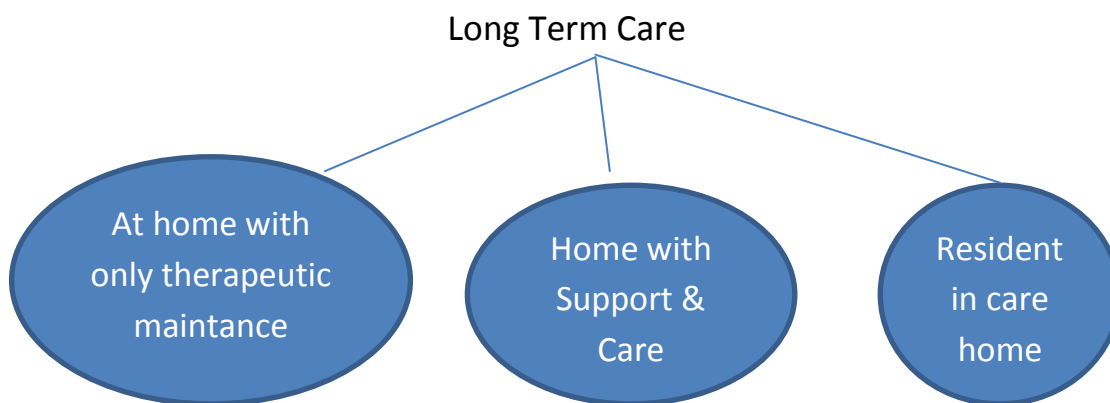 Long Term Care
At home with
only therapeutic
maintance
Home with
Support &
Care
Resident
in care
home